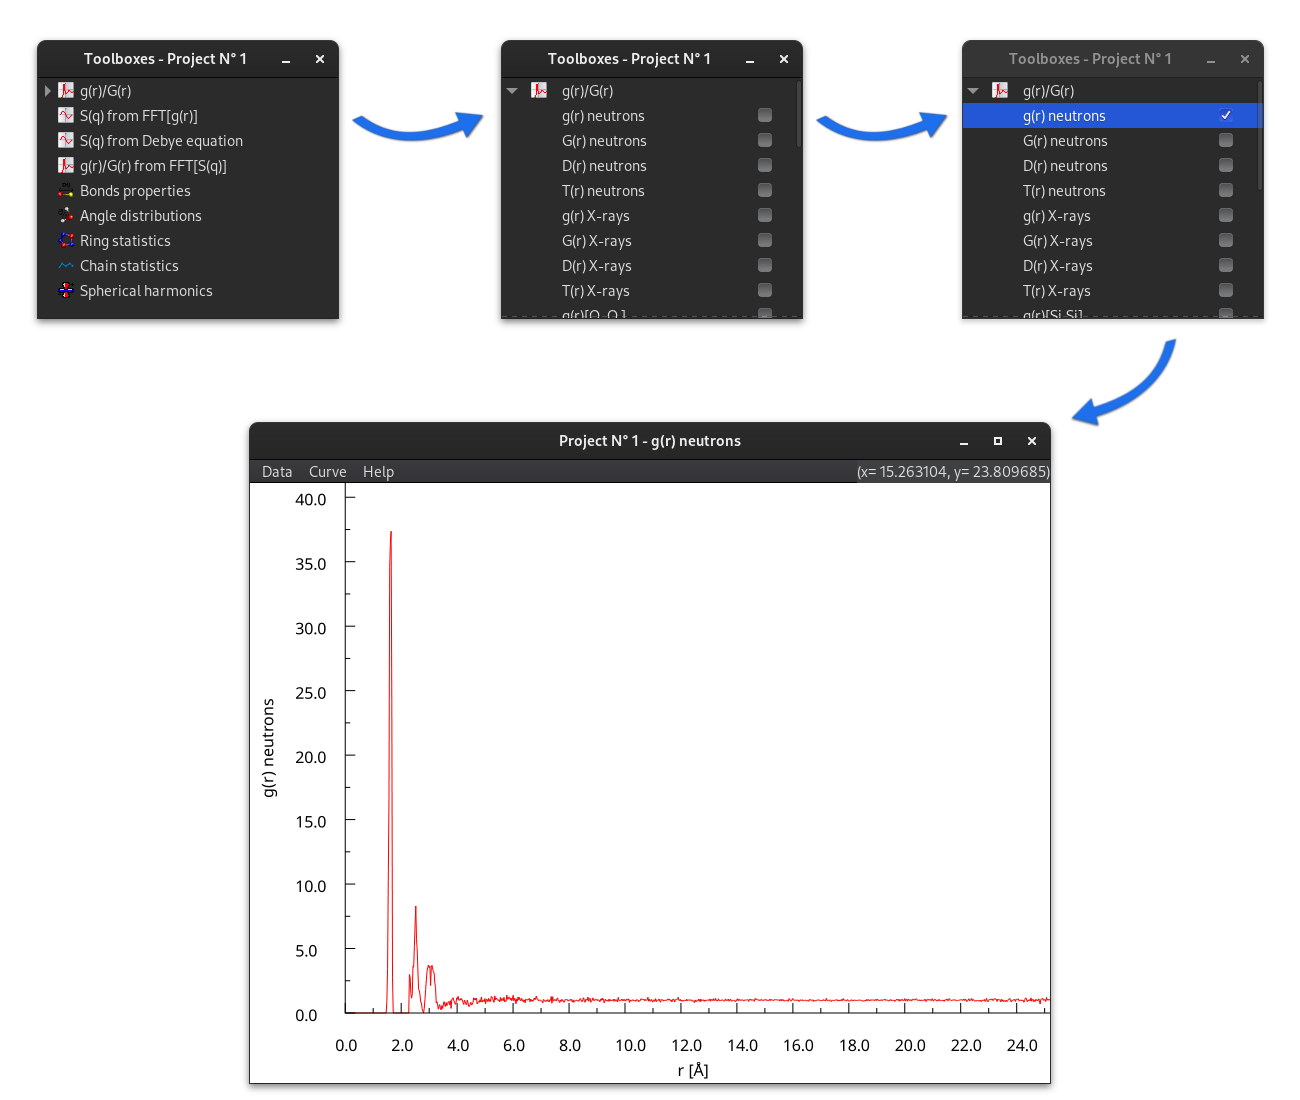 Toolboxes - Project N° 1
g(r)/G(r)
S(q) from FFT[g(r)]
S(q) from Debye equation
g(r)/G(r) from FFT[S(q)]
Bonds properties
Angle distributions
Ring statistics
Chain statistics
Spherical harmonics
Toolboxes - Project N° 1
g(r)/G(r)
g(r) neutrons
G(r) neutrons
D(r) neutrons
T(r) neutrons
g(r) X-rays
G(r) X-rays
D(r) X-rays
T(r) X-rays
Toolboxes - Project N° 1
g(r)/G(r)
g(r) neutrons
G(r) neutrons
D(r) neutrons
T(r) neutrons
g(r) X-rays
G(r) X-rays
D(r) X-rays
T(r) X-rays
g(r)[Si,Si]
Project N° 1 - g(r) neutrons
Data Curve Help (x= 15.263104, y= 23.809685)
40.0
35.0
30.0
25.0
20.0
15.0
10.0
5.0
0.0
g(r) neutrons
0.0 2.0 4.0 6.0 8.0 10.0 12.0 14.0 16.0 18.0 20.0 22.0 24.0
r [Å]